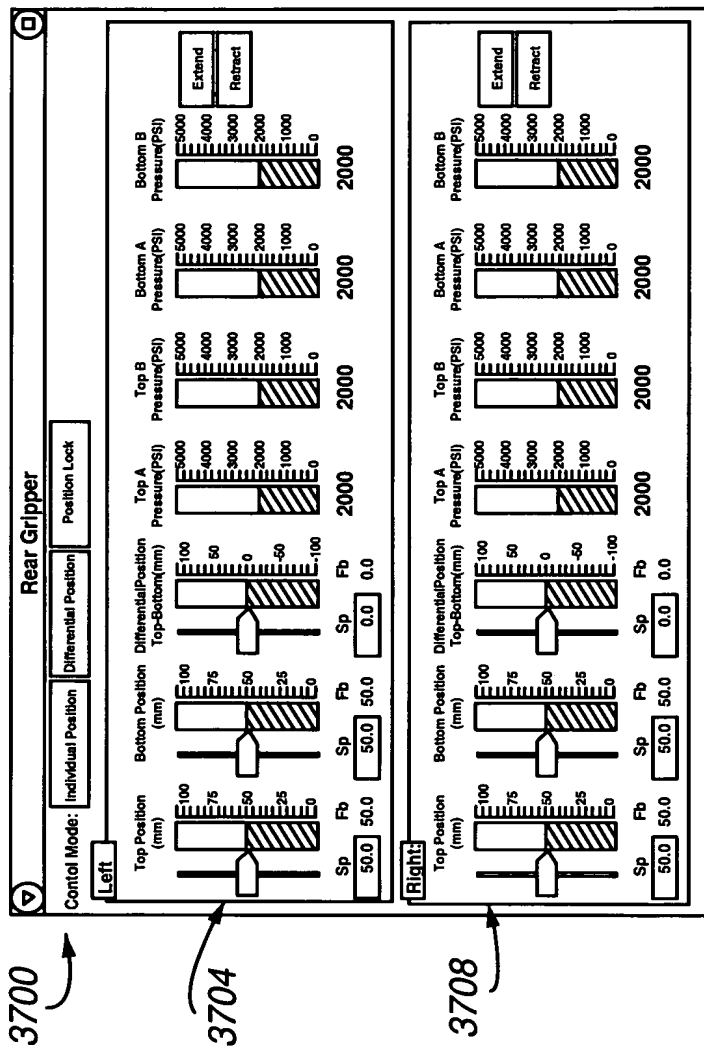 Rear Gripper
Contol Mode: Individual Position Differential Position Position Lock
Left
Top Position (mm) Bottom Position (mm) DifferentialPosition Top-Bottom(mm) Top A Pressure(PSI) Top B Pressure(PSI) Bottom A Pressure(PSI) Bottom B Pressure(PSI)
100 100 100 5000 5000 5000 5000
75 75 50 4000 4000 4000 4000
50 50 0 3000 3000 3000 3000
25 25 -50 2000 2000 2000 2000
0 0 -100 1000 1000 1000 1000
0 0 0 0
Extend
Retract
Sp Fb Sp Fb Sp Fb
50.0 50.0 50.0 50.0 0.0 0.0 2000 2000 2000 2000
Right:
Top Position (mm) Bottom Position (mm) DifferentialPosition Top-Bottom(mm) Top A Pressure(PSI) Top B Pressure(PSI) Bottom A Pressure(PSI) Bottom B Pressure(PSI)
100 100 100 5000 5000 5000 5000
75 75 50 4000 4000 4000 4000
50 50 0 3000 3000 3000 3000
25 25 -50 2000 2000 2000 2000
0 0 -100 1000 1000 1000 1000
0 0 0 0
Extend
Retract
Sp Fb Sp Fb Sp Fb
50.0 50.0 50.0 50.0 0.0 0.0 2000 2000 2000 2000
3700
3704
3708